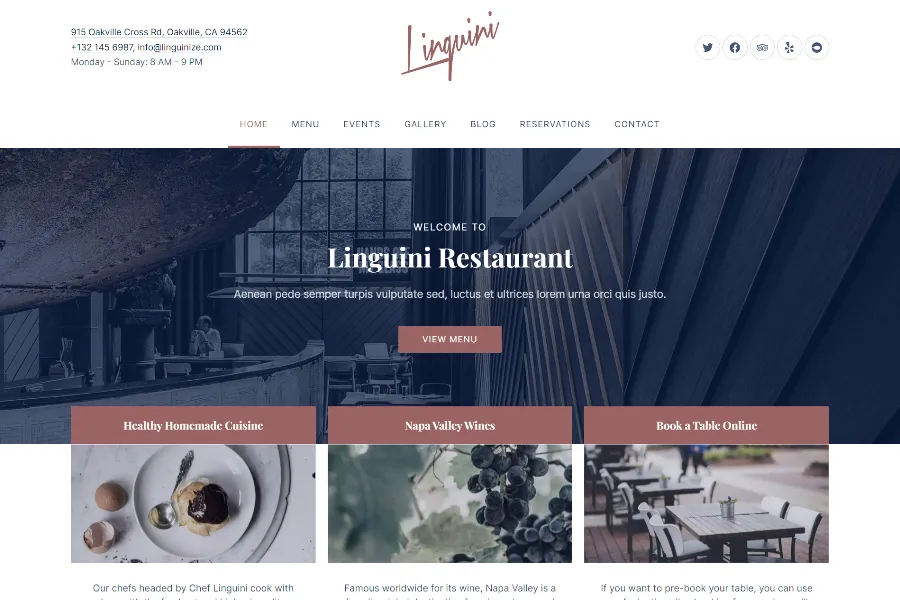 915 Oakville Cross Rd, Oakville, CA 94562
+132 145 6987, info@linguinize.com
Monday - Sunday: 8 AM - 9 PM
Linguini
HOME MENU EVENTS GALLERY BLOG RESERVATIONS CONTACT
WELCOME TO
Linguini Restaurant
Aenean pede semper turpis vulputate sed, luctus et ultrices lorem urna orci quis justo.
VIEW MENU
Healthy Homemade Cuisine
Napa Valley Wines
Book a Table Online
Our chefs headed by Chef Linguini cook with
Famous worldwide for its wine, Napa Valley is a
If you want to pre-book your table, you can use